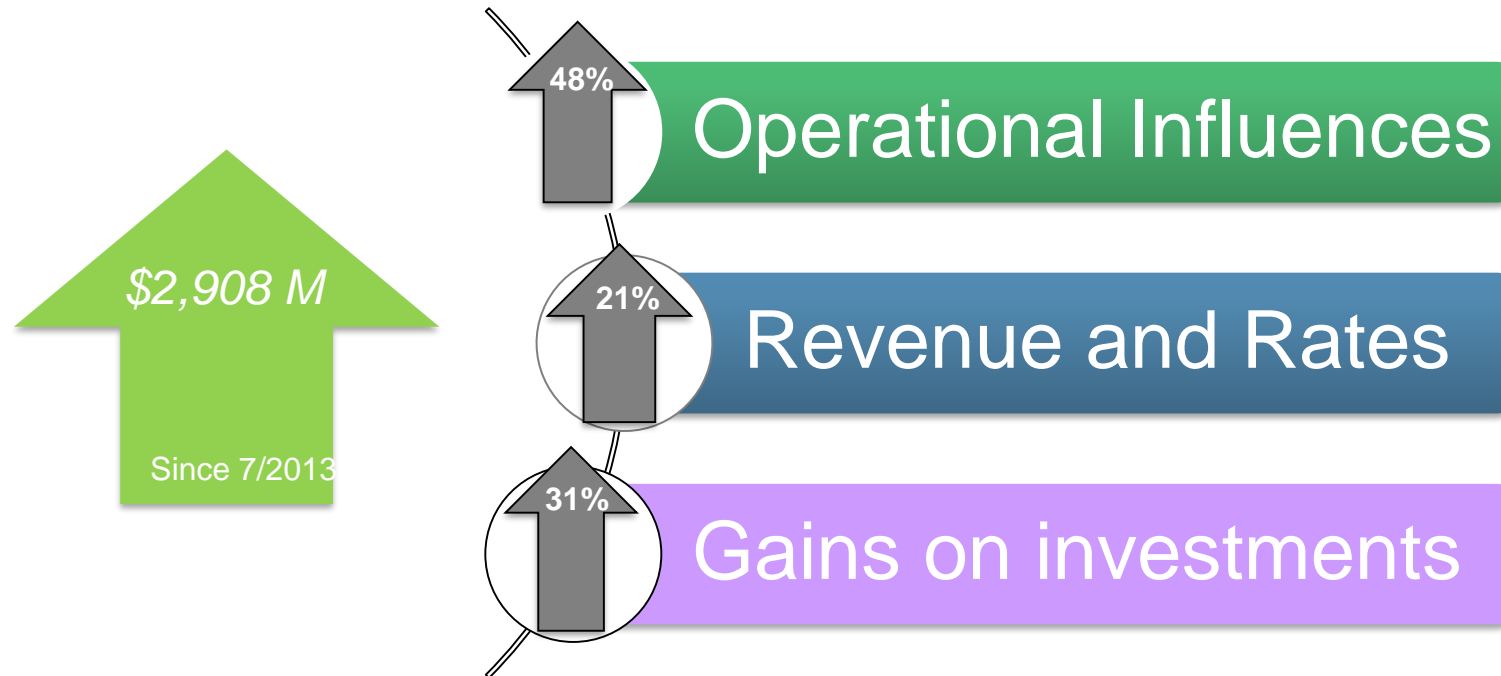 $2,908 M
Since 7/2013
48%
Operational Influences
21%
Revenue and Rates
31%
Gains on investments